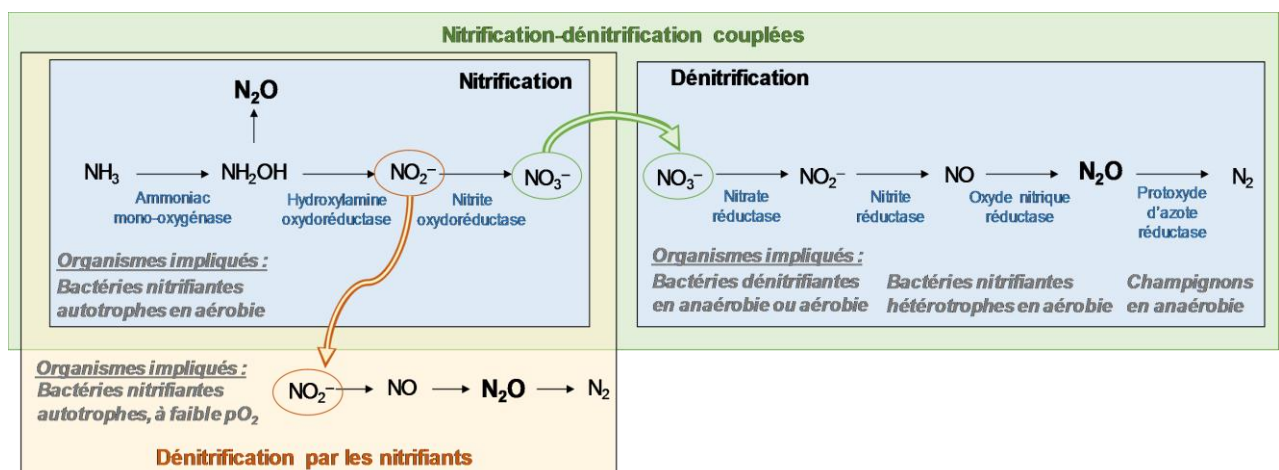 Nitrification-dénitrification couplées
Nitrification
N₂O
NH₃
NH₂OH
NO₂⁻
NO₃⁻
Ammoniac
mono-oxygénase
Hydroxylamine
oxydoréductase
Nitrite
oxydoréductase
Organismes impliqués :
Bactéries nitrifiantes
autotrophes en aérobie
Dénitrification
NO₃⁻
NO₂⁻
NO
N₂O
N₂
Nitrate
réductase
Nitrite
réductase
Oxyde nitrique
réductase
Protoxyde
d'azote
réductase
Organismes impliqués :
Bactéries dénitrifiantes
en anaérobie ou aérobie
Bactéries nitrifiantes
hétérotrophes en aérobie
Champignons
en anaérobie
Organismes impliqués :
Bactéries nitrifiantes
autotrophes, à faible pO₂
NO₂⁻
NO
N₂O
N₂
Dénitrification par les nitrifiants